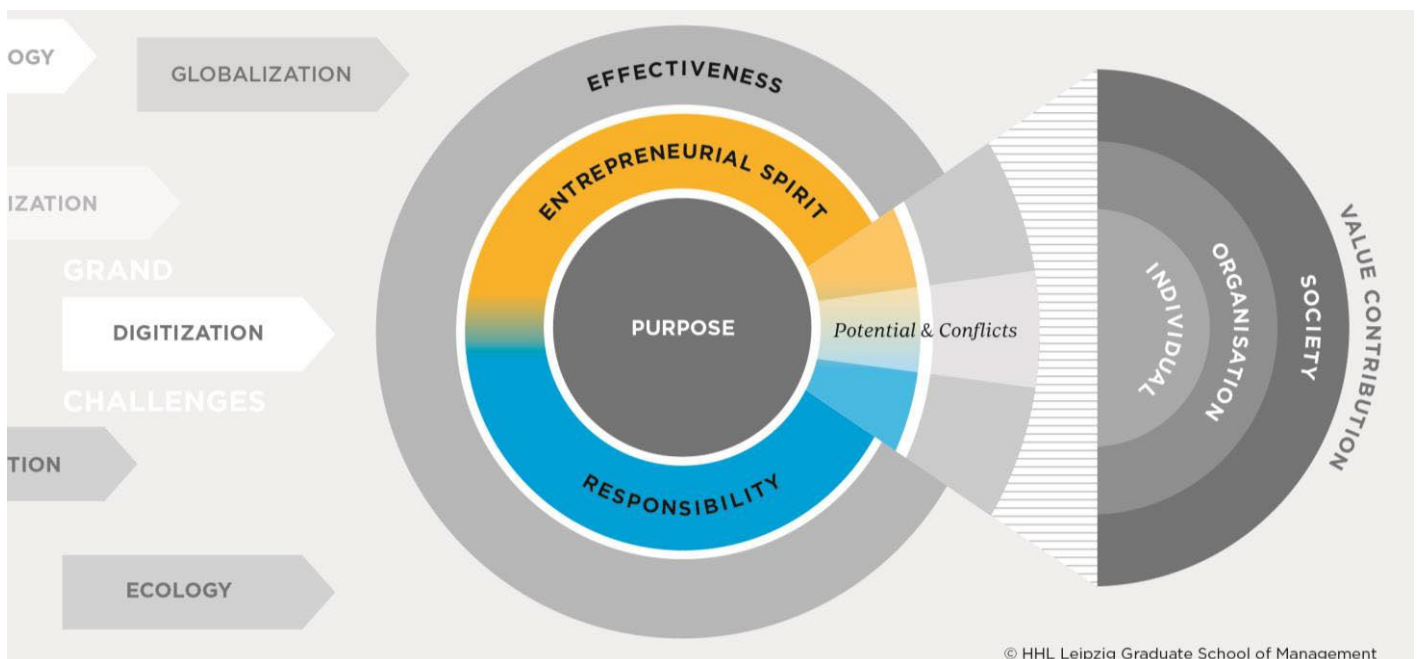 OGY
GLOBALIZATION
IZATION
GRAND
DIGITIZATION
CHALLENGES
TION
ECOLOGY
EFFECTIVENESS
ENTREPRENEURIAL SPIRIT
PURPOSE
Potential & Conflicts
RESPONSIBILITY
INDIVIDUAL
ORGANISATION
SOCIETY
VALUE CONTRIBUTION
© HHL Leipzig Graduate School of Management